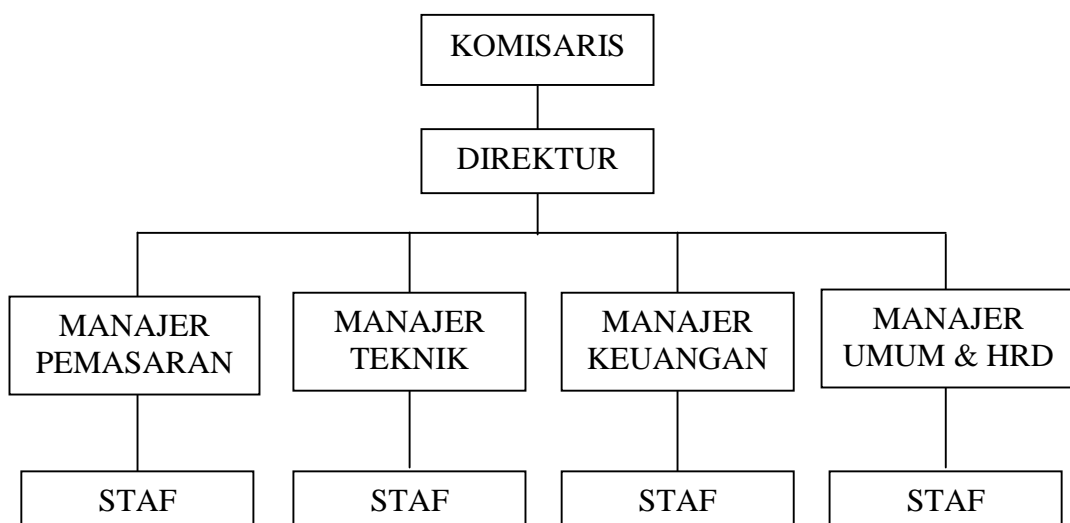 KOMISARIS
DIREKTUR
MANAJER
PEMASARAN
MANAJER
TEKNIK
MANAJER
KEUANGAN
MANAJER
UMUM & HRD
STAF
STAF
STAF
STAF